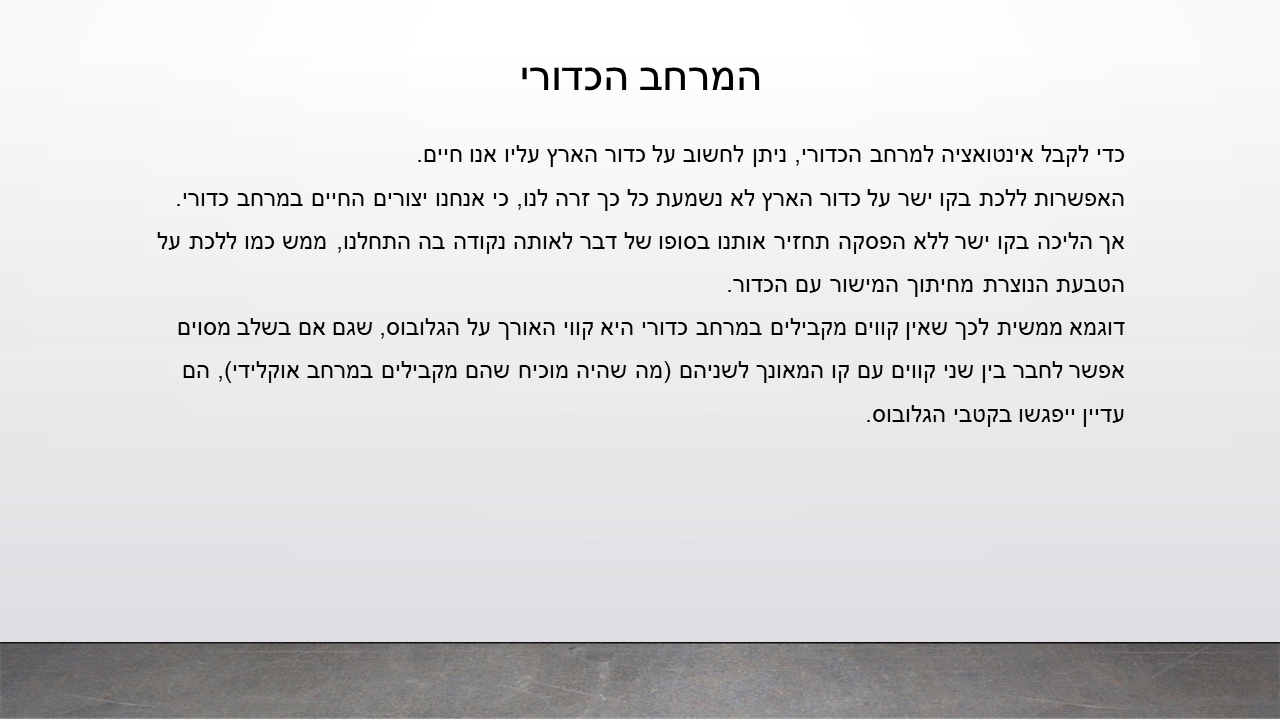 המרחב הכדורי
כדי לקבל אינטואציה למרחב הכדורי, ניתן לחשוב על כדור הארץ עליו אנו חיים.
האפשרות ללכת בקו ישר על כדור הארץ לא נשמעת כל כך זרה לנו, כי אנחנו יצורים החיים במרחב כדורי.
אך הליכה בקו ישר ללא הפסקה תחזיר אותנו בסופו של דבר לאותה נקודה בה התחלנו, ממש כמו ללכת על
הטבעת הנוצרת מחיתוך המישור עם הכדור.
דוגמא ממשית לכך שאין קווים מקבילים במרחב כדורי היא קווי האורך על הגלובוס, שגם אם בשלב מסוים
אפשר לחבר בין שני קווים עם קו המאונך לשניהם (מה שהיה מוכיח שהם מקבילים במרחב אוקלידי), הם
עדיין ייפגשו בקטבי הגלובוס.